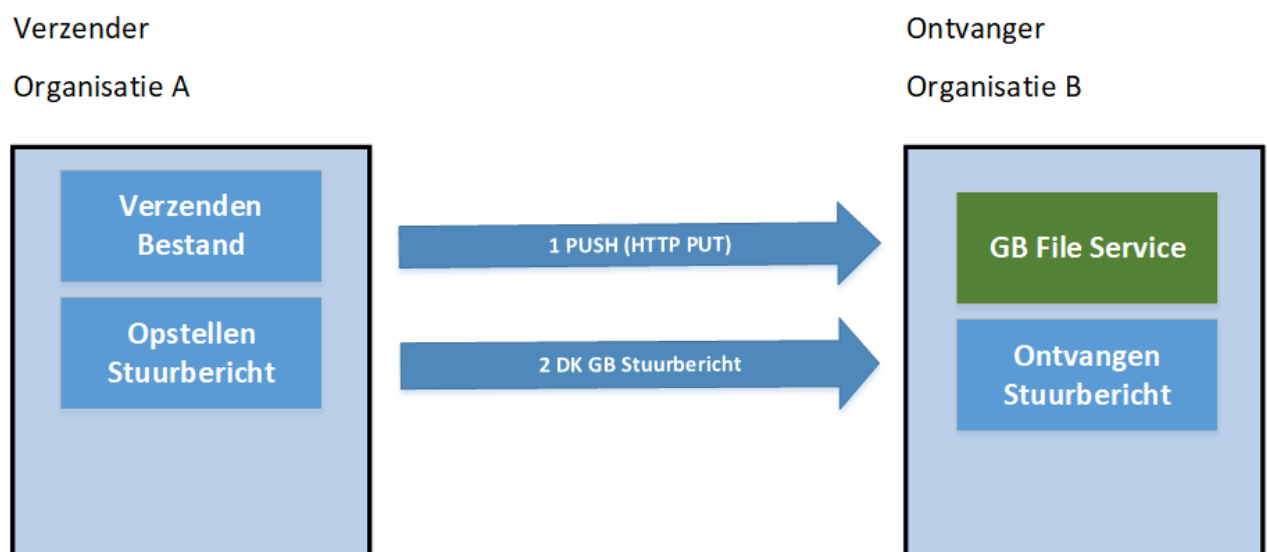 Verzender
Organisatie A
Ontvanger
Organisatie B
Verzenden
Bestand
Opstellen
Stuurbericht
1 PUSH (HTTP PUT)
2 DK GB Stuurbericht
GB File Service
Ontvangen
Stuurbericht